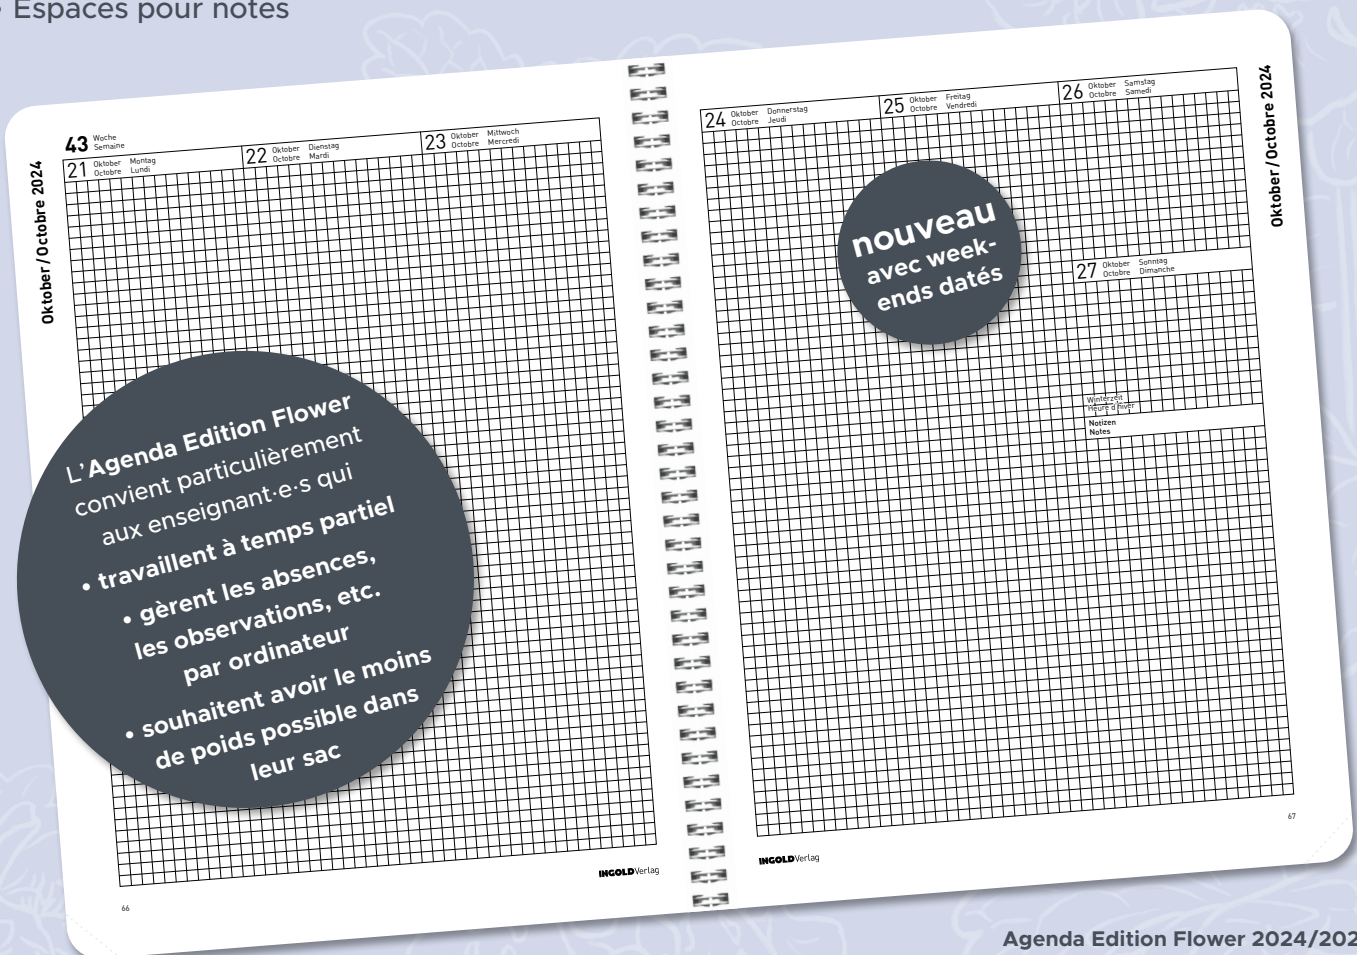 • Espaces pour notes
Oktober / Octobre 2024
43 Woche
Semaine
21 Oktober Montag
Octobre Lundi
22 Oktober Dienstag
Octobre Mardi
23 Oktober Mittwoch
Octobre Mercredi
L’Agenda Edition Flower
convient particulièrement
aux enseignant·e·s qui
• travaillent à temps partiel
• gèrent les absences,
les observations, etc.
par ordinateur
• souhaitent avoir le moins
de poids possible dans
leur sac
INGOLDVerlag
66
24 Oktober Donnerstag
Octobre Jeudi
25 Oktober Freitag
Octobre Vendredi
26 Oktober Samstag
Octobre Samedi
Oktober / Octobre 2024
nouveau
avec week-
ends datés
27 Oktober Sonntag
Octobre Dimanche
Winterzeit
Heure d'hiver
Notizen
Notes
INGOLDVerlag
67
Agenda Edition Flower 2024/202